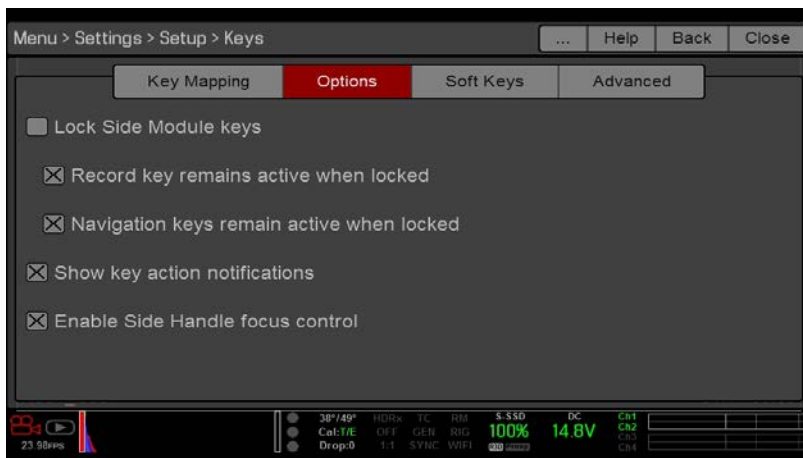 Menu > Settings > Setup > Keys ... Help Back Close
Key Mapping Options Soft Keys Advanced
Lock Side Module keys
Record key remains active when locked
Navigation keys remain active when locked
Show key action notifications
Enable Side Handle focus control
38°/49° HDRx TC RM S-SSD DC Ch1
Cal:T/E OFF GEN RIG 100% 14.8V Ch2
23.98FPS Drop:0 1:1 SYNC WIFI Ch3
Ch4